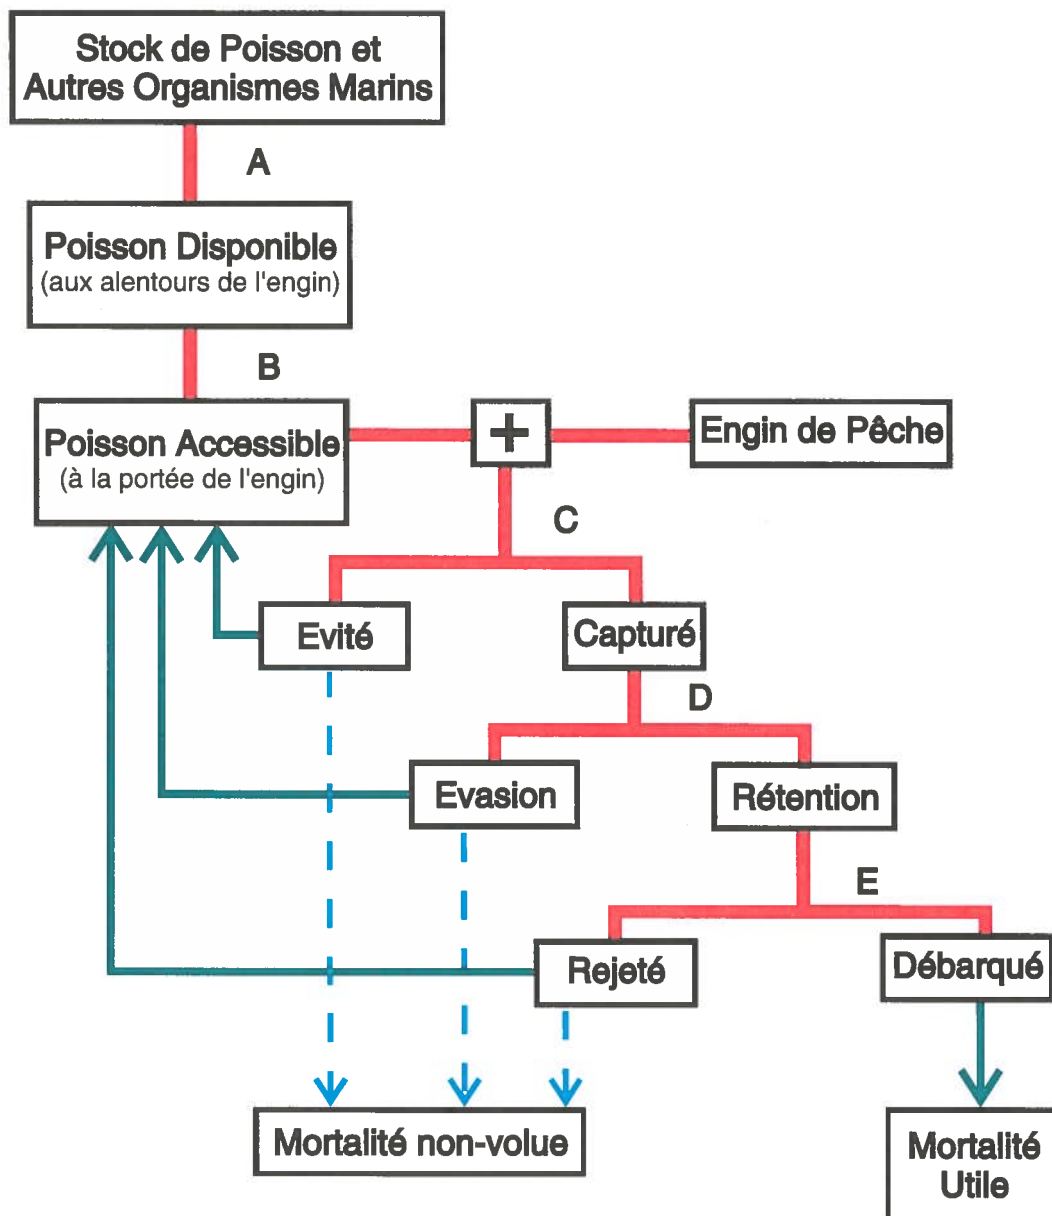 Stock de Poisson et
Autres Organismes Marins
A
Poisson Disponible
(aux alentours de l'engin)
B
Poisson Accessible
(à la portée de l'engin)
+
Engin de Pêche
C
Evité
Capturé
D
Evasion
Rétention
E
Rejeté
Débarqué
Mortalité non-volue
Mortalité
Utile